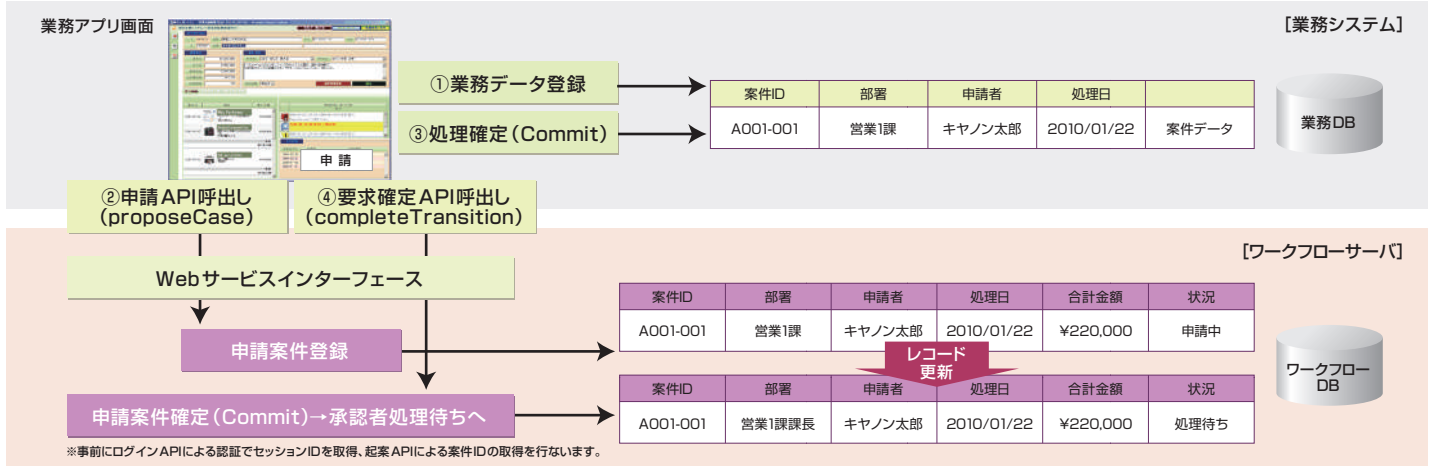 業務アプリ画面
[業務システム]
申 請
①業務データ登録
③処理確定(Commit)
案件ID 部署 申請者 処理日
A001-001 営業1課 キヤノン太郎 2010/01/22 案件データ
業務DB
②申請API呼出し
(proposeCase)
④要求確定API呼出し
(completeTransition)
[ワークフローサーバ]
Webサービスインターフェース
申請案件登録
案件ID 部署 申請者 処理日 合計金額 状況
A001-001 営業1課 キヤノン太郎 2010/01/22 ¥220,000 申請中
レコード
更新
ワークフロー
DB
申請案件確定(Commit)→承認者処理待ちへ
案件ID 部署 申請者 処理日 合計金額 状況
A001-001 営業1課課長 キヤノン太郎 2010/01/22 ¥220,000 処理待ち
※事前にログインAPIによる認証でセッションIDを取得、起案APIによる案件IDの取得を行ないます。